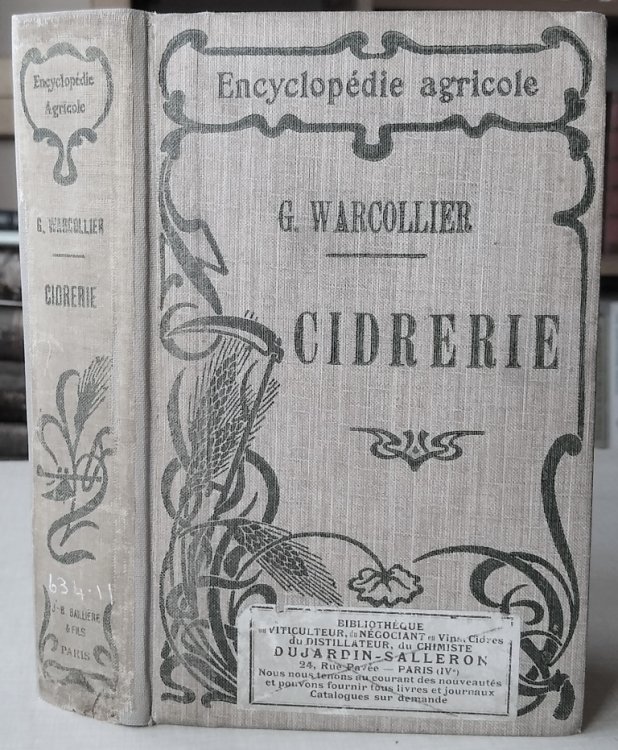 Encyclopédie
Agricole
G. WARCOLLIER
CIDRERIE
634.11
J.-B. BAILLIÈRE
& FILS
PARIS
Encyclopédie agricole
G. WARCOLLIER
CIDRERIE
BIBLIOTHÈQUE
du VITICULTEUR, du NÉGOCIANT en Vins, Cidres
du DISTILLATEUR, du CHIMISTE
DUJARDIN-SALLERON
24, Rue Pavée — PARIS (IVe)
Nous nous tenons au courant des nouveautés
et pouvons fournir tous livres et journaux
Catalogues sur demande